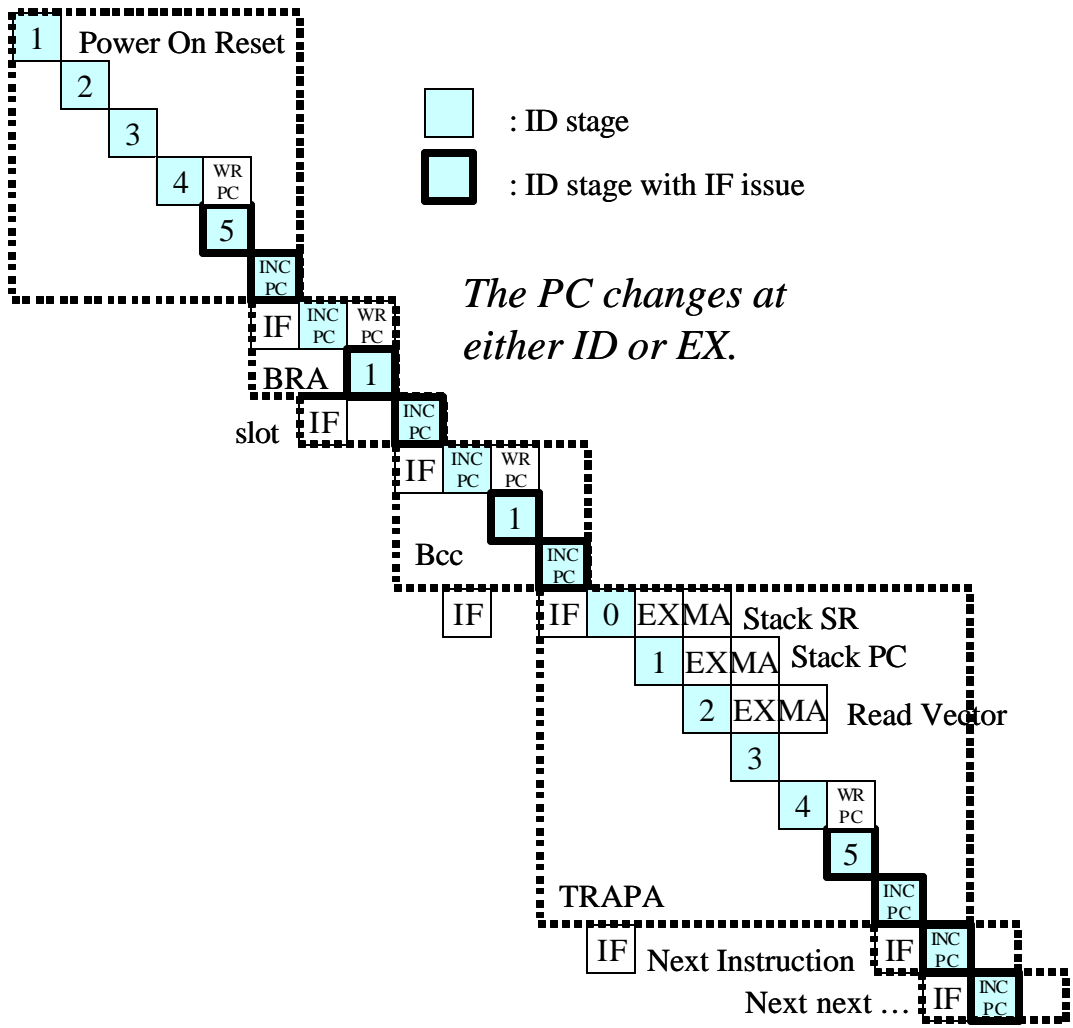 1 Power On Reset
2
: ID stage
3
4 WR PC
: ID stage with IF issue
5
INC PC
The PC changes at
either ID or EX.
IF INC PC WR PC
BRA 1
slot IF INC PC
IF INC PC WR PC
1
Bcc INC PC
IF IF 0 EX MA Stack SR
1 EX MA Stack PC
2 EX MA Read Vector
3
4 WR PC
5
TRAPA INC PC
IF Next Instruction IF INC PC
Next next … IF INC PC